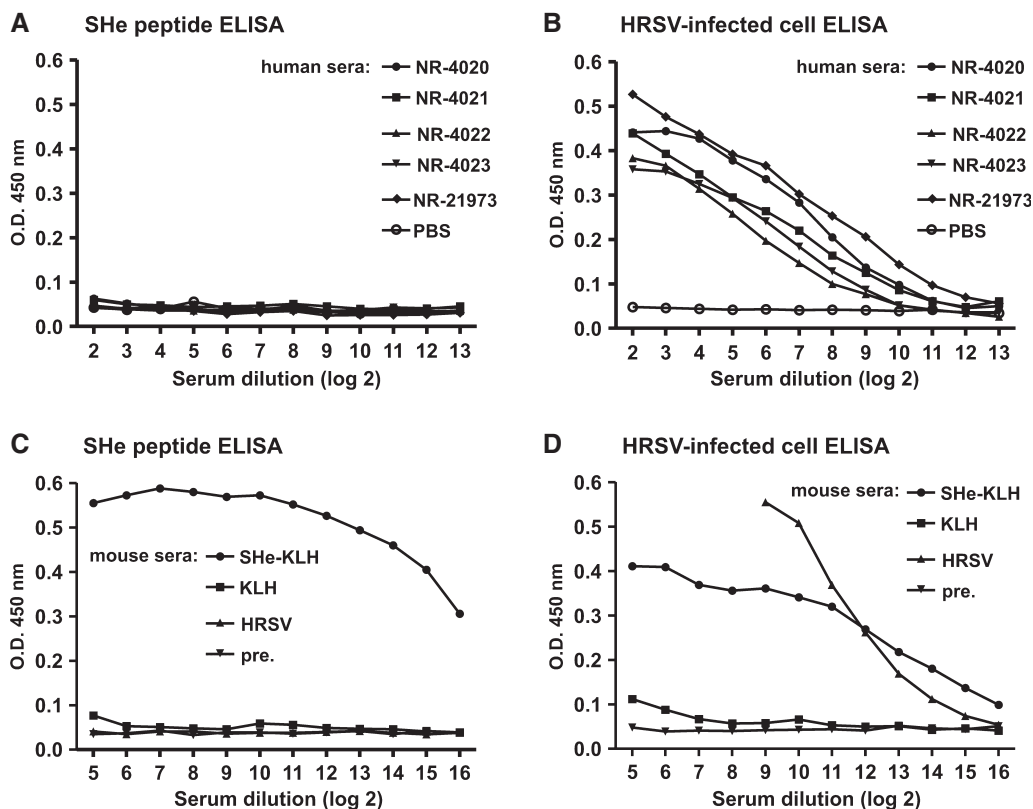 A SHe peptide ELISA
O.D. 450 nm
0.6
0.5
0.4
0.3
0.2
0.1
0.0
human sera:
NR-4020
NR-4021
NR-4022
NR-4023
NR-21973
PBS
2 3 4 5 6 7 8 9 10 11 12 13
Serum dilution (log 2)
B HRSV-infected cell ELISA
O.D. 450 nm
0.6
0.5
0.4
0.3
0.2
0.1
0.0
human sera:
NR-4020
NR-4021
NR-4022
NR-4023
NR-21973
PBS
2 3 4 5 6 7 8 9 10 11 12 13
Serum dilution (log 2)
C SHe peptide ELISA
O.D. 450 nm
0.6
0.5
0.4
0.3
0.2
0.1
0.0
mouse sera:
SHe-KLH
KLH
HRSV
pre.
5 6 7 8 9 10 11 12 13 14 15 16
Serum dilution (log 2)
D HRSV-infected cell ELISA
O.D. 450 nm
0.6
0.5
0.4
0.3
0.2
0.1
0.0
mouse sera:
SHe-KLH
KLH
HRSV
pre.
5 6 7 8 9 10 11 12 13 14 15 16
Serum dilution (log 2)